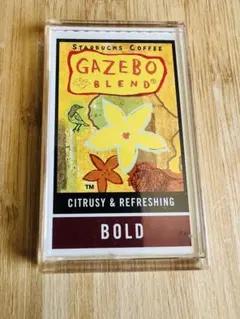 STARBUCKS COFFEE
GAZEBO
BLEND®
TM
CITRUSY & REFRESHING
BOLD